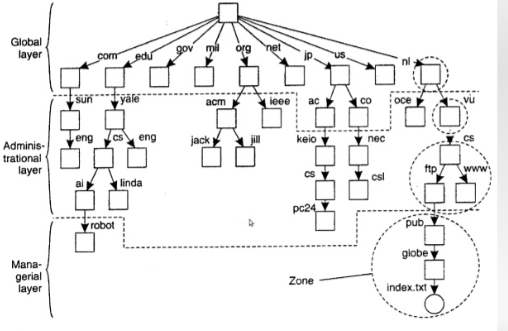 Global
layer
com
edu
gov
mil
org
net
jp
us
nl
sun
yale
acm
ieee
ac
co
oce
vu
Adminis-
trational
layer
eng
cs
eng
jack
jill
keio
nec
cs
ai
linda
cs
csl
ftp
www
pc24
robot
pub
Mana-
gerial
layer
globe
Zone
index.txt